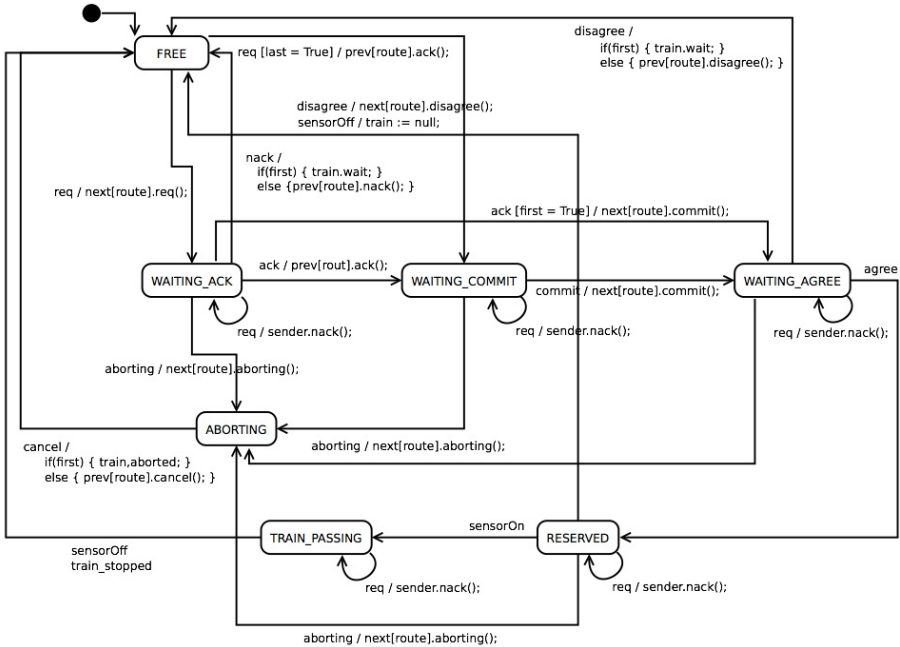 disagree /
if(first) { train.wait; }
else { prev[route].disagree(); }
FREE
req [last = True] / prev[route].ack();
disagree / next[route].disagree();
sensorOff / train := null;
nack /
if(first) { train.wait; }
else {prev[route].nack(); }
req / next[route].req();
ack [first = True] / next[route].commit();
ack / prev[rout].ack();
agree
WAITING_ACK
WAITING_COMMIT
WAITING_AGREE
commit / next[route].commit();
req / sender.nack();
req / sender.nack();
req / sender.nack();
aborting / next[route].aborting();
ABORTING
aborting / next[route].aborting();
cancel /
if(first) { train,aborted; }
else { prev[route].cancel(); }
sensorOn
TRAIN_PASSING
RESERVED
sensorOff
train_stopped
req / sender.nack();
req / sender.nack();
aborting / next[route].aborting();